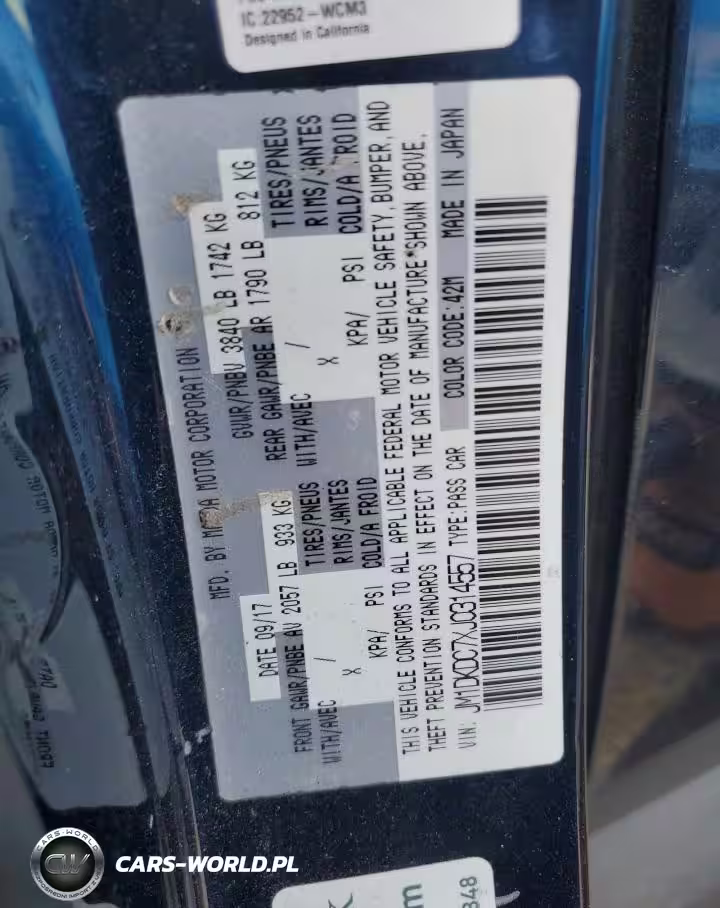 IC:22952-WCM3
Designed in California
MFD. BY MAZDA MOTOR CORPORATION
DATE 09/17 GVWR/PNBV 3840 LB 1742 KG
FRONT GAWR/PNBE AV 2057 LB 933 KG REAR GAWR/PNBE AR 1790 LB 812 KG
WITH/AVEC / TIRES/PNEUS WITH/AVEC / TIRES/PNEUS
X RIMS/JANTES X RIMS/JANTES
KPA/ PSI COLD/A FROID KPA/ PSI COLD/A FROID
THIS VEHICLE CONFORMS TO ALL APPLICABLE FEDERAL MOTOR VEHICLE SAFETY, BUMPER, AND
THEFT PREVENTION STANDARDS IN EFFECT ON THE DATE OF MANUFACTURE SHOWN ABOVE.
VIN: JM1DKDC7XJ0314557 TYPE:PASS CAR COLOR CODE:42M MADE IN JAPAN
848
CARS-WORLD
CW
CARS-WORLD.PL